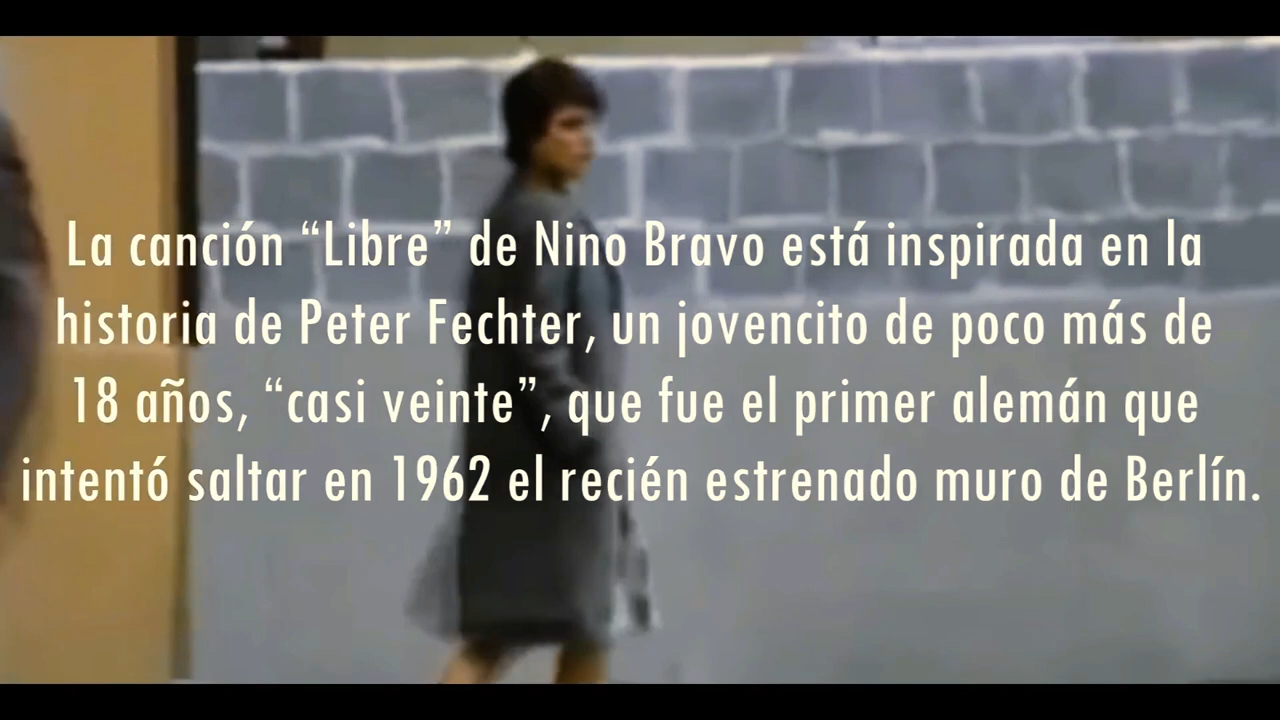 La canción “Libre” de Nino Bravo está inspirada en la
historia de Peter Fechter, un jovencito de poco más de
18 años, “casi veinte”, que fue el primer alemán que
intentó saltar en 1962 el recién estrenado muro de Berlín.